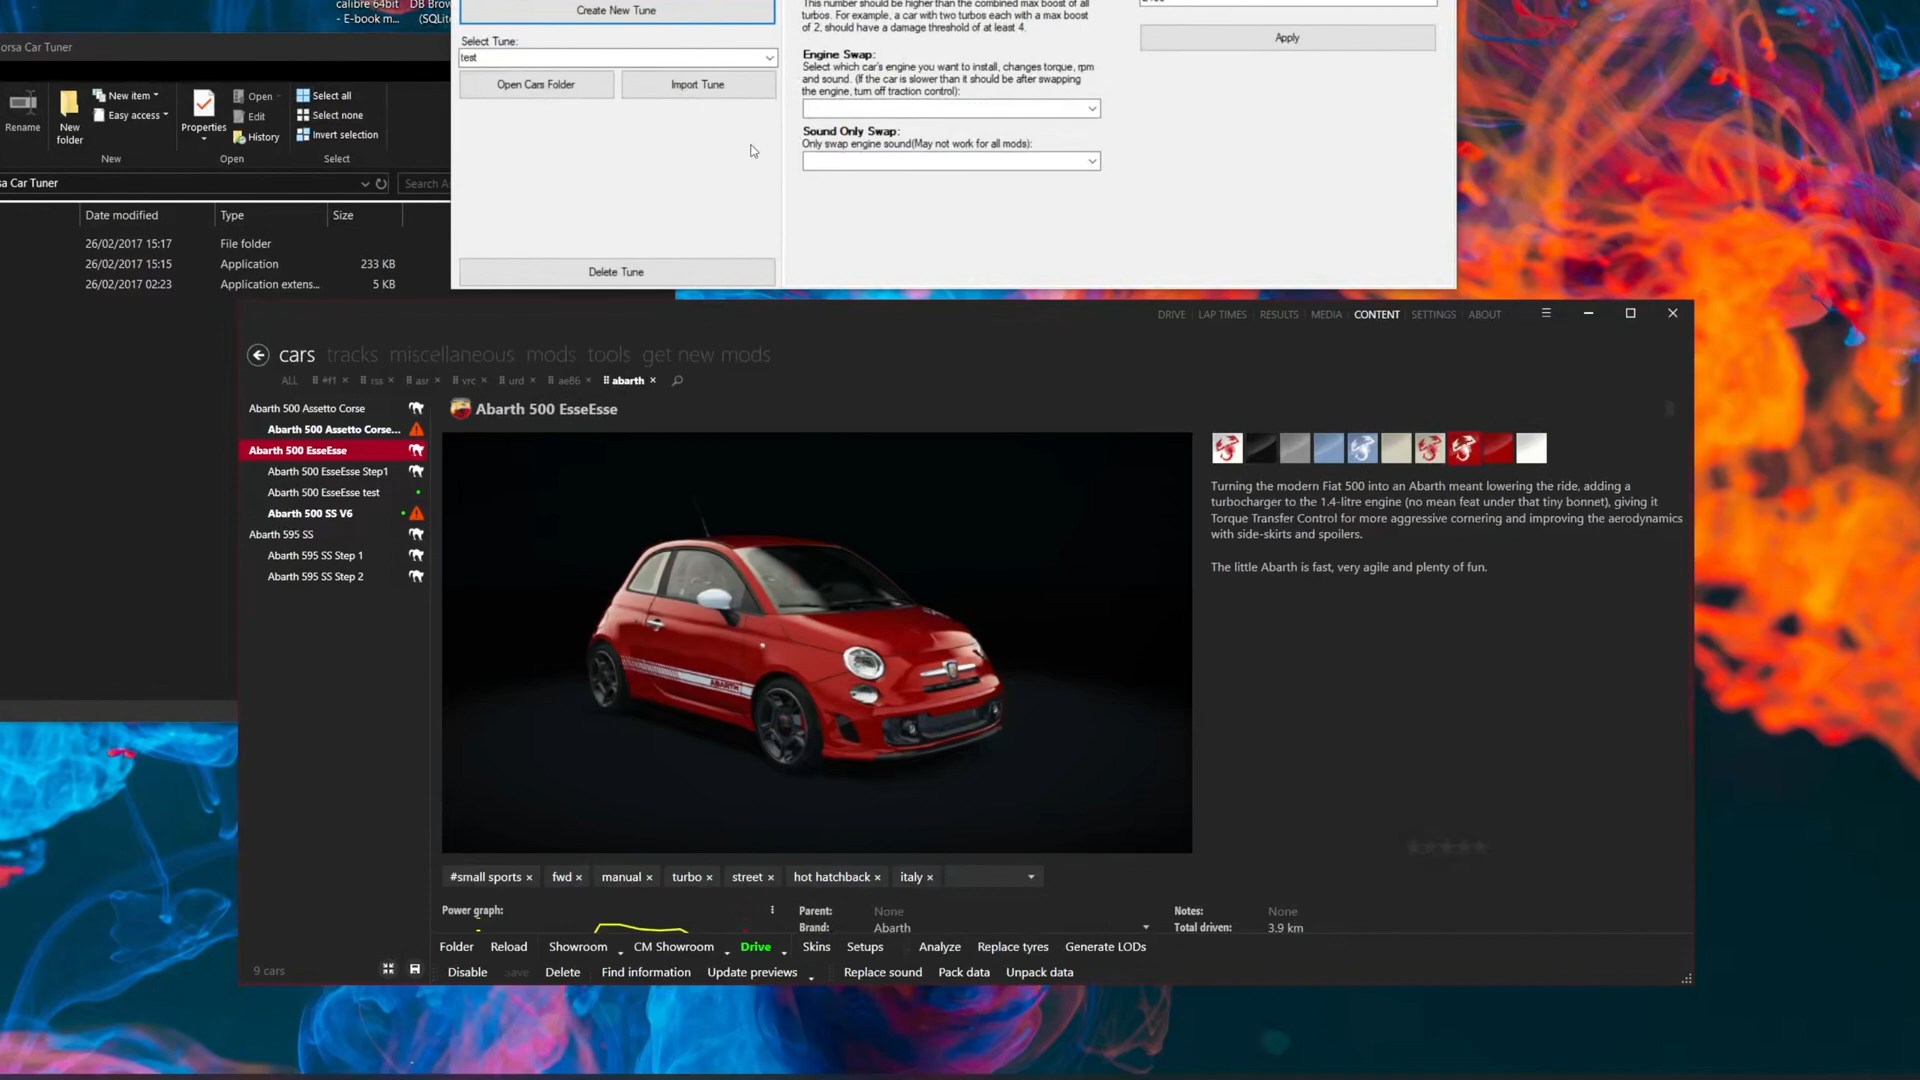 calibre 64bit
- E-book m...
DB Brow
(SQLite
orsa Car Tuner
Rename
New
folder
New item
Easy access
New
Properties
Open
Edit
History
Open
Select all
Select none
Invert selection
Select
sa Car Tuner
Search A
Date modified
Type
Size
26/02/2017 15:17
File folder
26/02/2017 15:15
Application
233 KB
26/02/2017 02:23
Application extens...
5 KB
Create New Tune
Select Tune:
test
Open Cars Folder
Import Tune
Delete Tune
This number should be higher than the combined max boost of all
turbos. For example, a car with two turbos each with a max boost
of 2, should have a damage threshold of at least 4.
Engine Swap:
Select which car's engine you want to install, changes torque, rpm
and sound. (If the car is slower than it should be after swapping
the engine, turn off traction control):
Sound Only Swap:
Only swap engine sound(May not work for all mods):
Apply
DRIVE LAP TIMES RESULTS MEDIA CONTENT SETTINGS ABOUT
cars tracks miscellaneous mods tools get new mods
ALL #f1 × rss × asr × vrc × urd × ae86 × abarth ×
Abarth 500 Assetto Corse
Abarth 500 Assetto Corse...
Abarth 500 EsseEsse
Abarth 500 EsseEsse Step1
Abarth 500 EsseEsse test
Abarth 500 SS V6
Abarth 595 SS
Abarth 595 SS Step 1
Abarth 595 SS Step 2
9 cars
Abarth 500 EsseEsse
ABARTH
Turning the modern Fiat 500 into an Abarth meant lowering the ride, adding a
turbocharger to the 1.4-litre engine (no mean feat under that tiny bonnet), giving it
Torque Transfer Control for more aggressive cornering and improving the aerodynamics
with side-skirts and spoilers.
The little Abarth is fast, very agile and plenty of fun.
#small sports × fwd × manual × turbo × street × hot hatchback × italy ×
Power graph:
Parent: None
Brand: Abarth
Notes: None
Total driven: 3.9 km
Folder Reload Showroom CM Showroom Drive Skins Setups Analyze Replace tyres Generate LODs
Disable Save Delete Find information Update previews Replace sound Pack data Unpack data